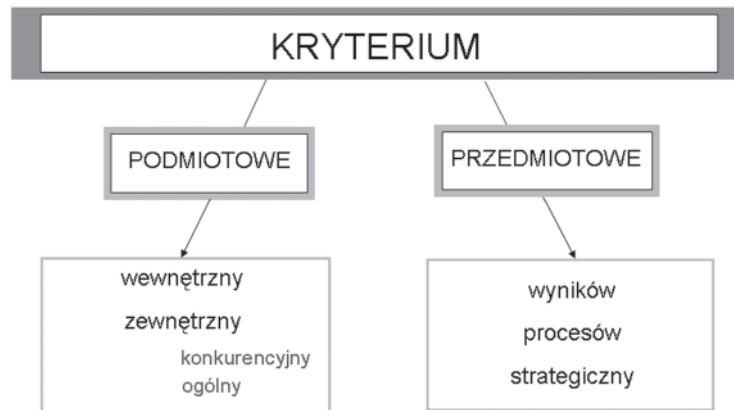 KRYTERIUM
PODMIOTOWE
PRZEDMIOTOWE
wewnętrzny
zewnętrzny
konkurencyjny
ogólny
wyników
procesów
strategiczny